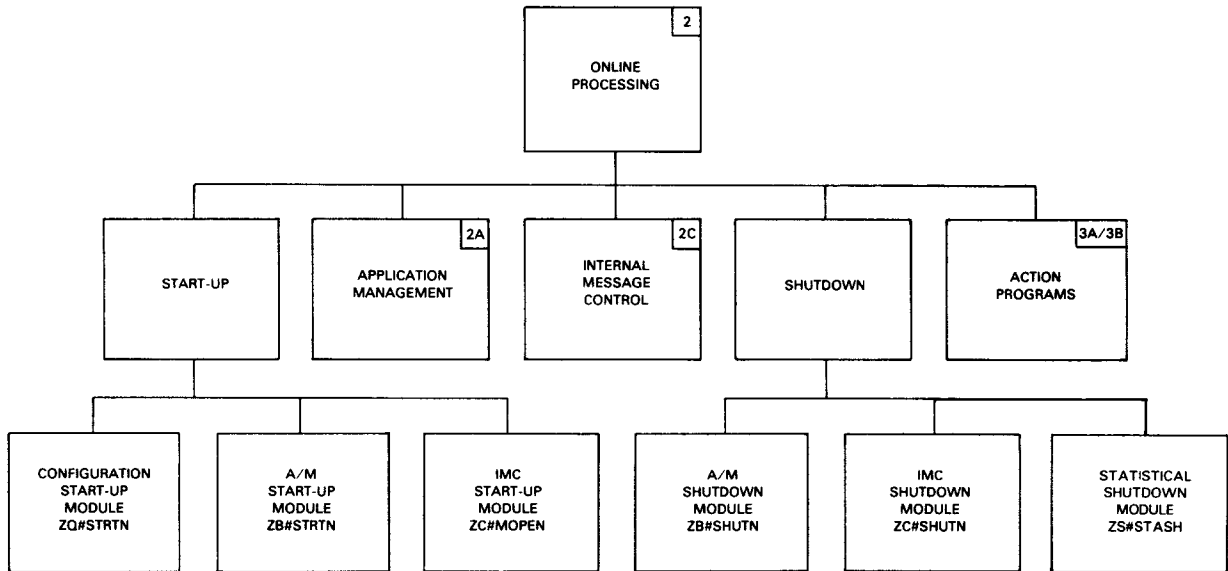 2
ONLINE
PROCESSING
START-UP
2A
APPLICATION
MANAGEMENT
2C
INTERNAL
MESSAGE
CONTROL
SHUTDOWN
3A/3B
ACTION
PROGRAMS
CONFIGURATION
START-UP
MODULE
ZQ#STRTN
A/M
START-UP
MODULE
ZB#STRTN
IMC
START-UP
MODULE
ZC#MOPEN
A/M
SHUTDOWN
MODULE
ZB#SHUTN
IMC
SHUTDOWN
MODULE
ZC#SHUTN
STATISTICAL
SHUTDOWN
MODULE
ZS#STASH